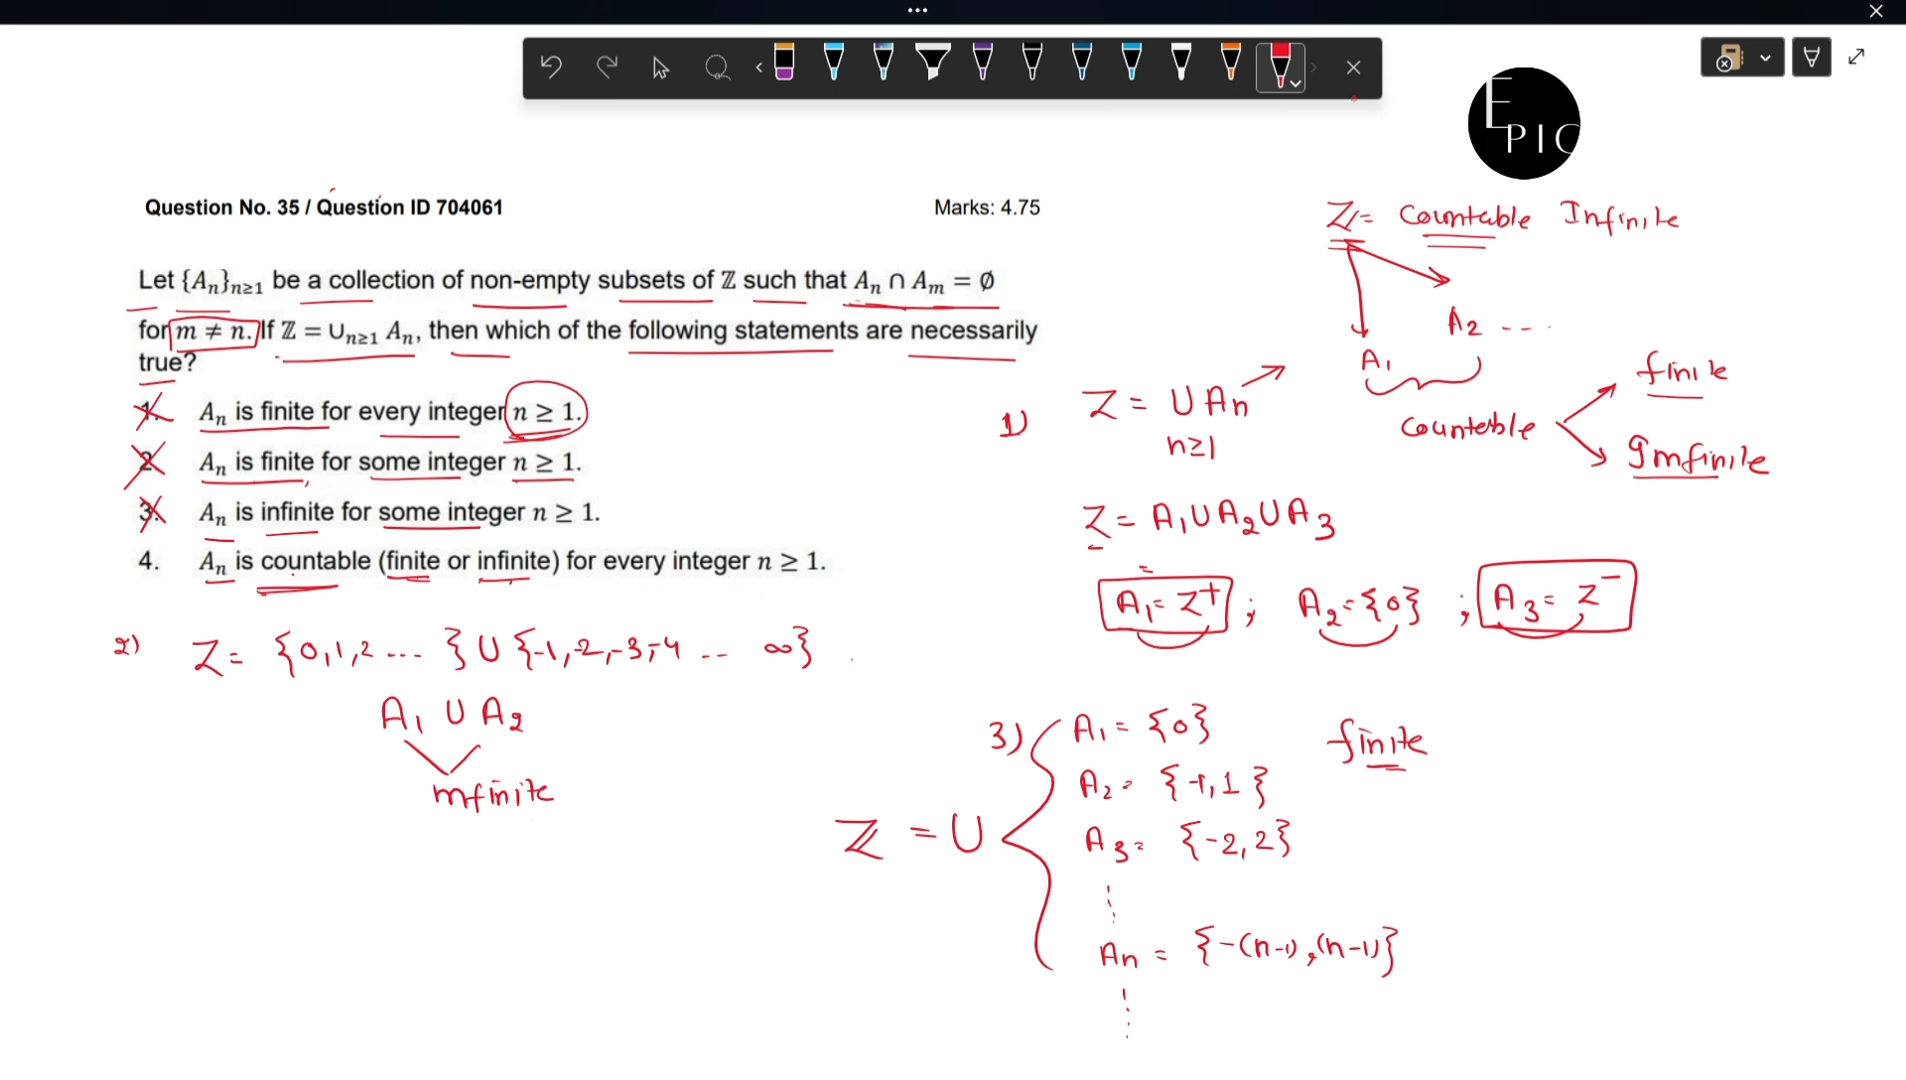 EPIC
Question No. 35 / Question ID 704061 Marks: 4.75
Let {Aₙ}ₙ≥₁ be a collection of non-empty subsets of ℤ such that Aₙ ∩ Aₘ = ∅
for m ≠ n. If ℤ = ∪ₙ≥₁ Aₙ, then which of the following statements are necessarily
true?
1. Aₙ is finite for every integer n ≥ 1.
2. Aₙ is finite for some integer n ≥ 1.
3. Aₙ is infinite for some integer n ≥ 1.
4. Aₙ is countable (finite or infinite) for every integer n ≥ 1.
ℤ = Countable Infinite
A₁ A₂ ...
Countable
finite
Infinite
1) Z = ∪ Aₙ
n≥1
Z = A₁ ∪ A₂ ∪ A₃
A₁ = Z⁺ ; A₂ = {0} ; A₃ = Z⁻
2) Z = {0,1,2 ... } ∪ {-1,-2,-3,-4 .. ∞}
A₁ ∪ A₂
infinite
3) A₁ = {0} finite
A₂ = {-1,1}
A₃ = {-2,2}
ℤ = ∪
Aₙ = {-(n-1),(n-1)}